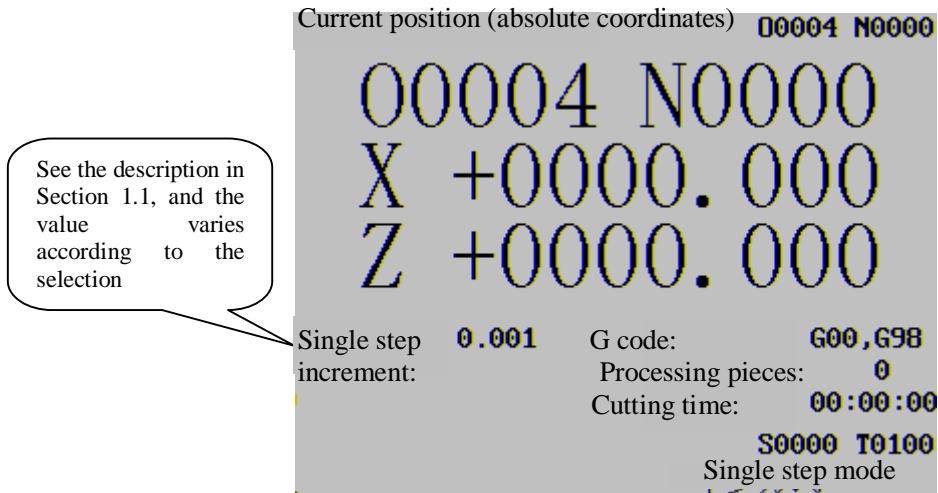 Current position (absolute coordinates) O0004 N0000
O0004 N0000
X +0000.000
Z +0000.000
See the description in
Section 1.1, and the
value varies
according to the
selection
Single step 0.001 G code: G00,G98
increment: Processing pieces: 0
Cutting time: 00:00:00
S0000 T0100
Single step mode